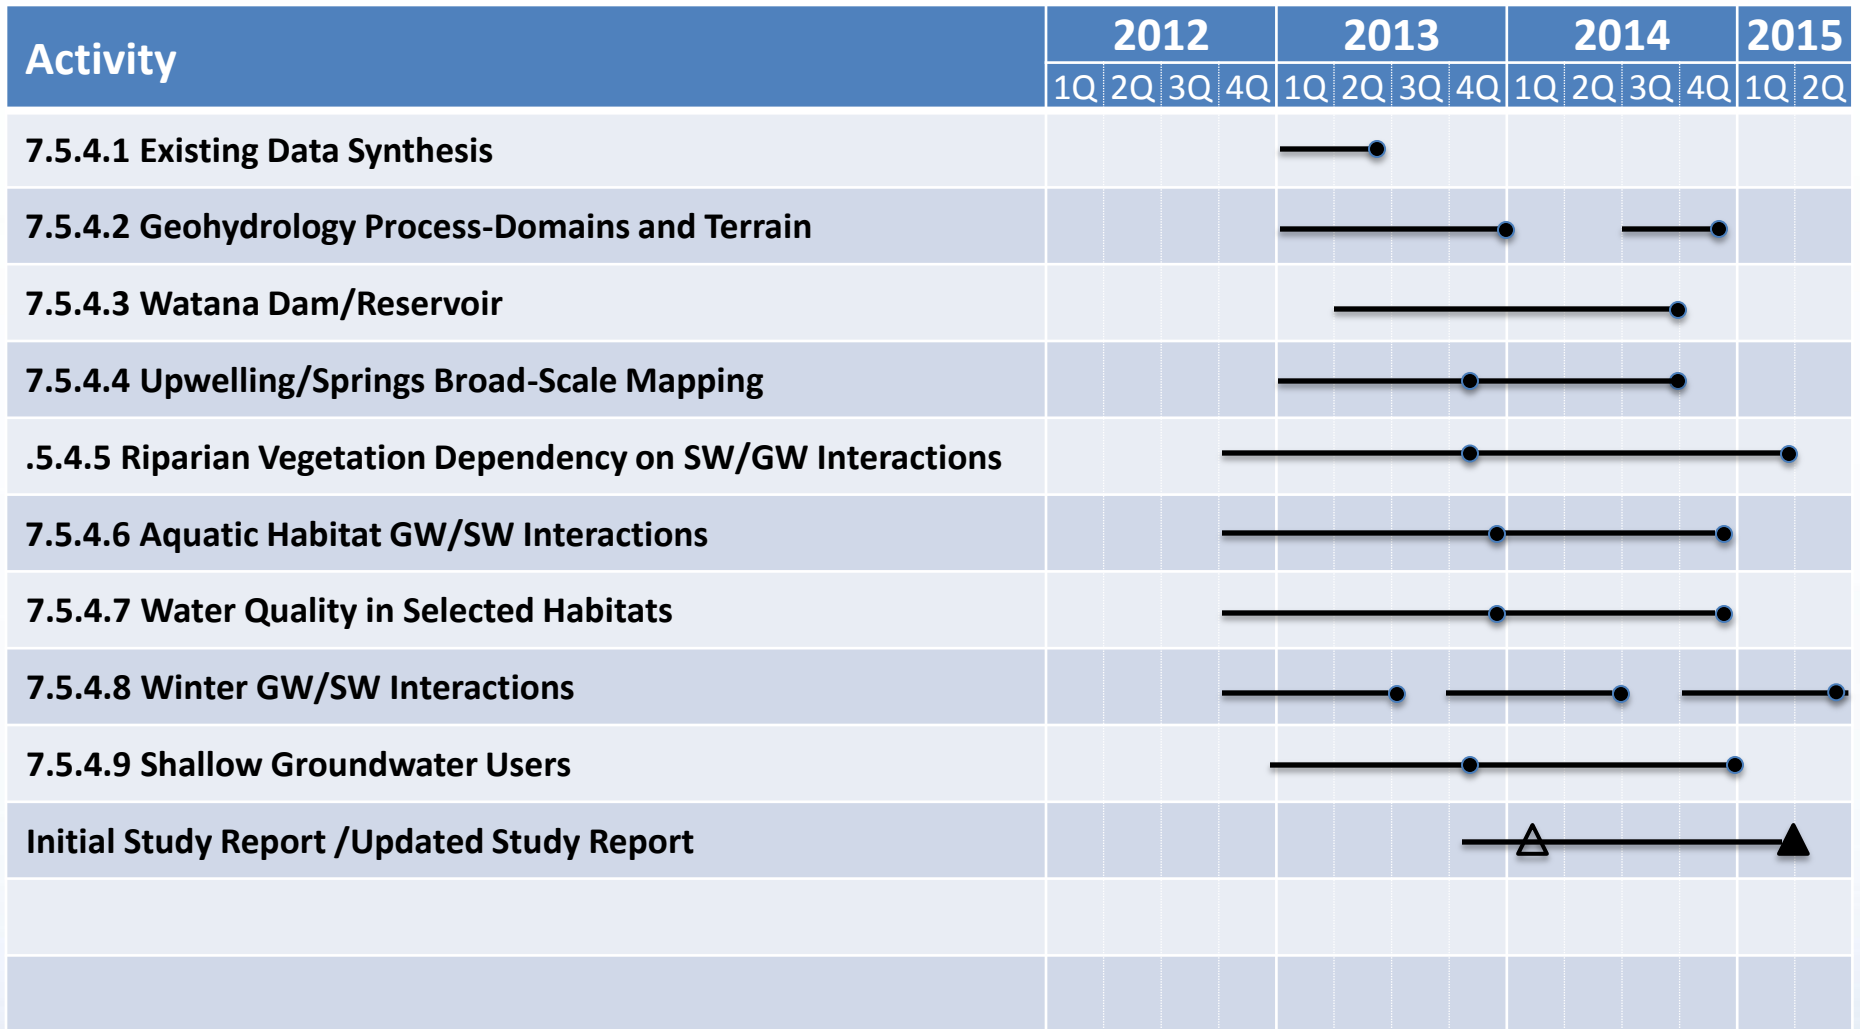 Activity 2012 2013 2014 2015
1Q 2Q 3Q 4Q 1Q 2Q 3Q 4Q 1Q 2Q 3Q 4Q 1Q 2Q
7.5.4.1 Existing Data Synthesis
7.5.4.2 Geohydrology Process-Domains and Terrain
7.5.4.3 Watana Dam/Reservoir
7.5.4.4 Upwelling/Springs Broad-Scale Mapping
.5.4.5 Riparian Vegetation Dependency on SW/GW Interactions
7.5.4.6 Aquatic Habitat GW/SW Interactions
7.5.4.7 Water Quality in Selected Habitats
7.5.4.8 Winter GW/SW Interactions
7.5.4.9 Shallow Groundwater Users
Initial Study Report /Updated Study Report